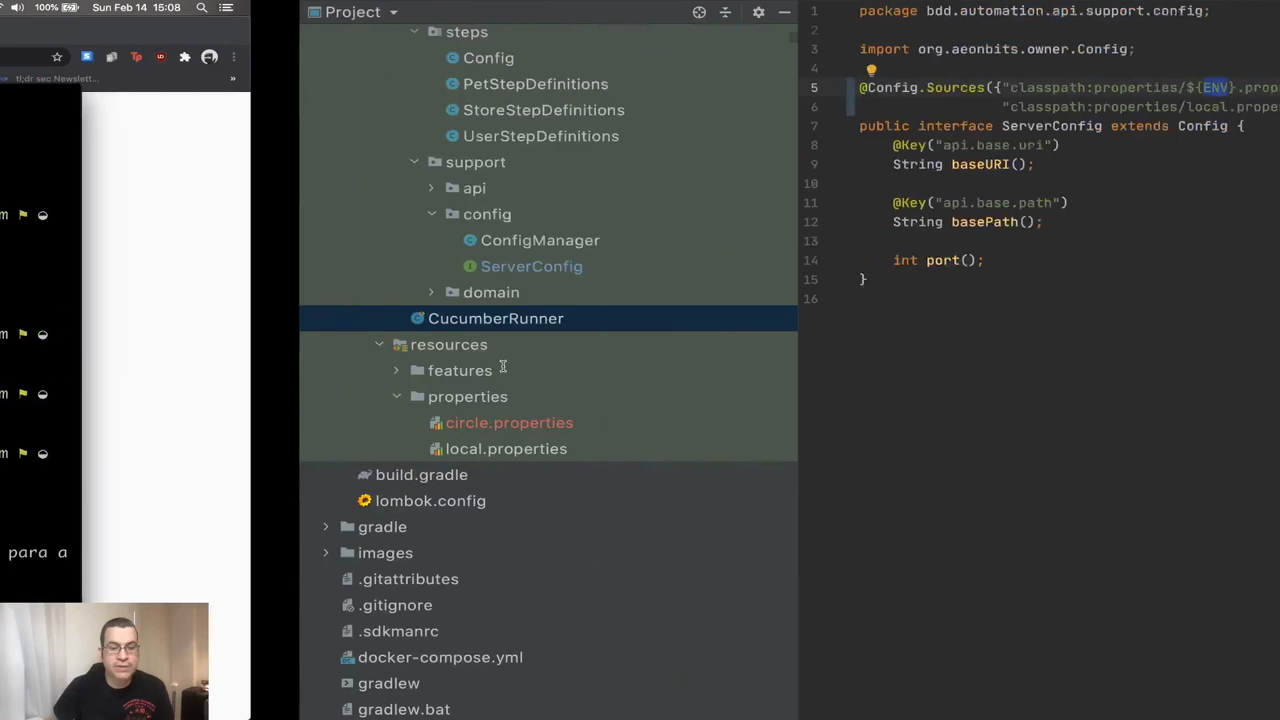 100%
Sun Feb 14 15:08
tl;dr sec Newslett...
»
m
m
m
m
para a
Project
steps
Config
PetStepDefinitions
StoreStepDefinitions
UserStepDefinitions
support
api
config
ConfigManager
ServerConfig
domain
CucumberRunner
resources
features
properties
circle.properties
local.properties
build.gradle
lombok.config
gradle
images
.gitattributes
.gitignore
.sdkmanrc
docker-compose.yml
gradlew
gradlew.bat
1 package bdd.automation.api.support.config;
2
3 import org.aeonbits.owner.Config;
4
5 @Config.Sources({"classpath:properties/${ENV}.prop
6 "classpath:properties/local.prope
7 public interface ServerConfig extends Config {
8 @Key("api.base.uri")
9 String baseURI();
10
11 @Key("api.base.path")
12 String basePath();
13
14 int port();
15 }
16